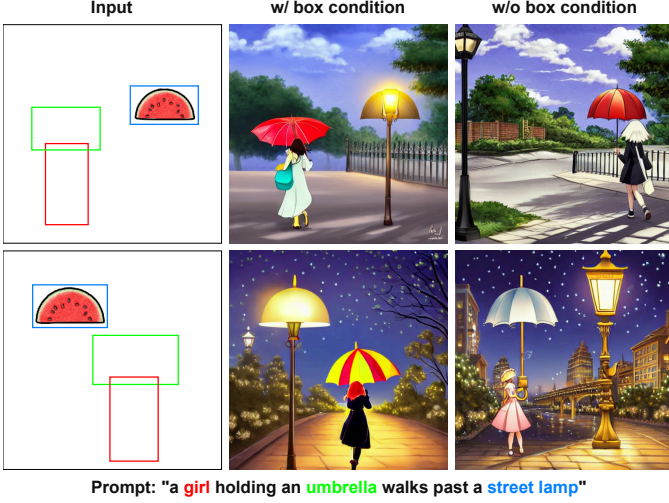 Input
w/ box condition
w/o box condition
Prompt: "a girl holding an umbrella walks past a street lamp"